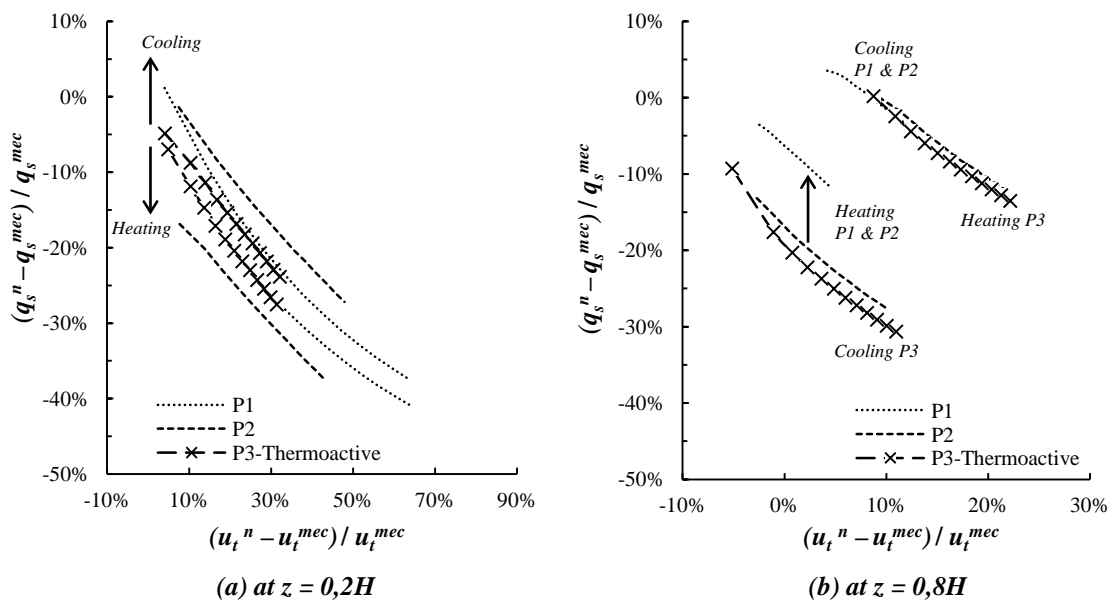 10%
0%
-10%
-20%
-30%
-40%
-50%
-10%
10%
30%
50%
70%
90%
(q_s^n – q_s^mec) / q_s^mec
(u_t^n – u_t^mec) / u_t^mec
Cooling
Heating
P1
P2
P3-Thermoactive
(a) at z = 0,2H
10%
0%
-10%
-20%
-30%
-40%
-50%
-10%
0%
10%
20%
30%
(q_s^n – q_s^mec) / q_s^mec
(u_t^n – u_t^mec) / u_t^mec
Cooling
P1 & P2
Heating
P1 & P2
Heating P3
Cooling P3
P1
P2
P3-Thermoactive
(b) at z = 0,8H